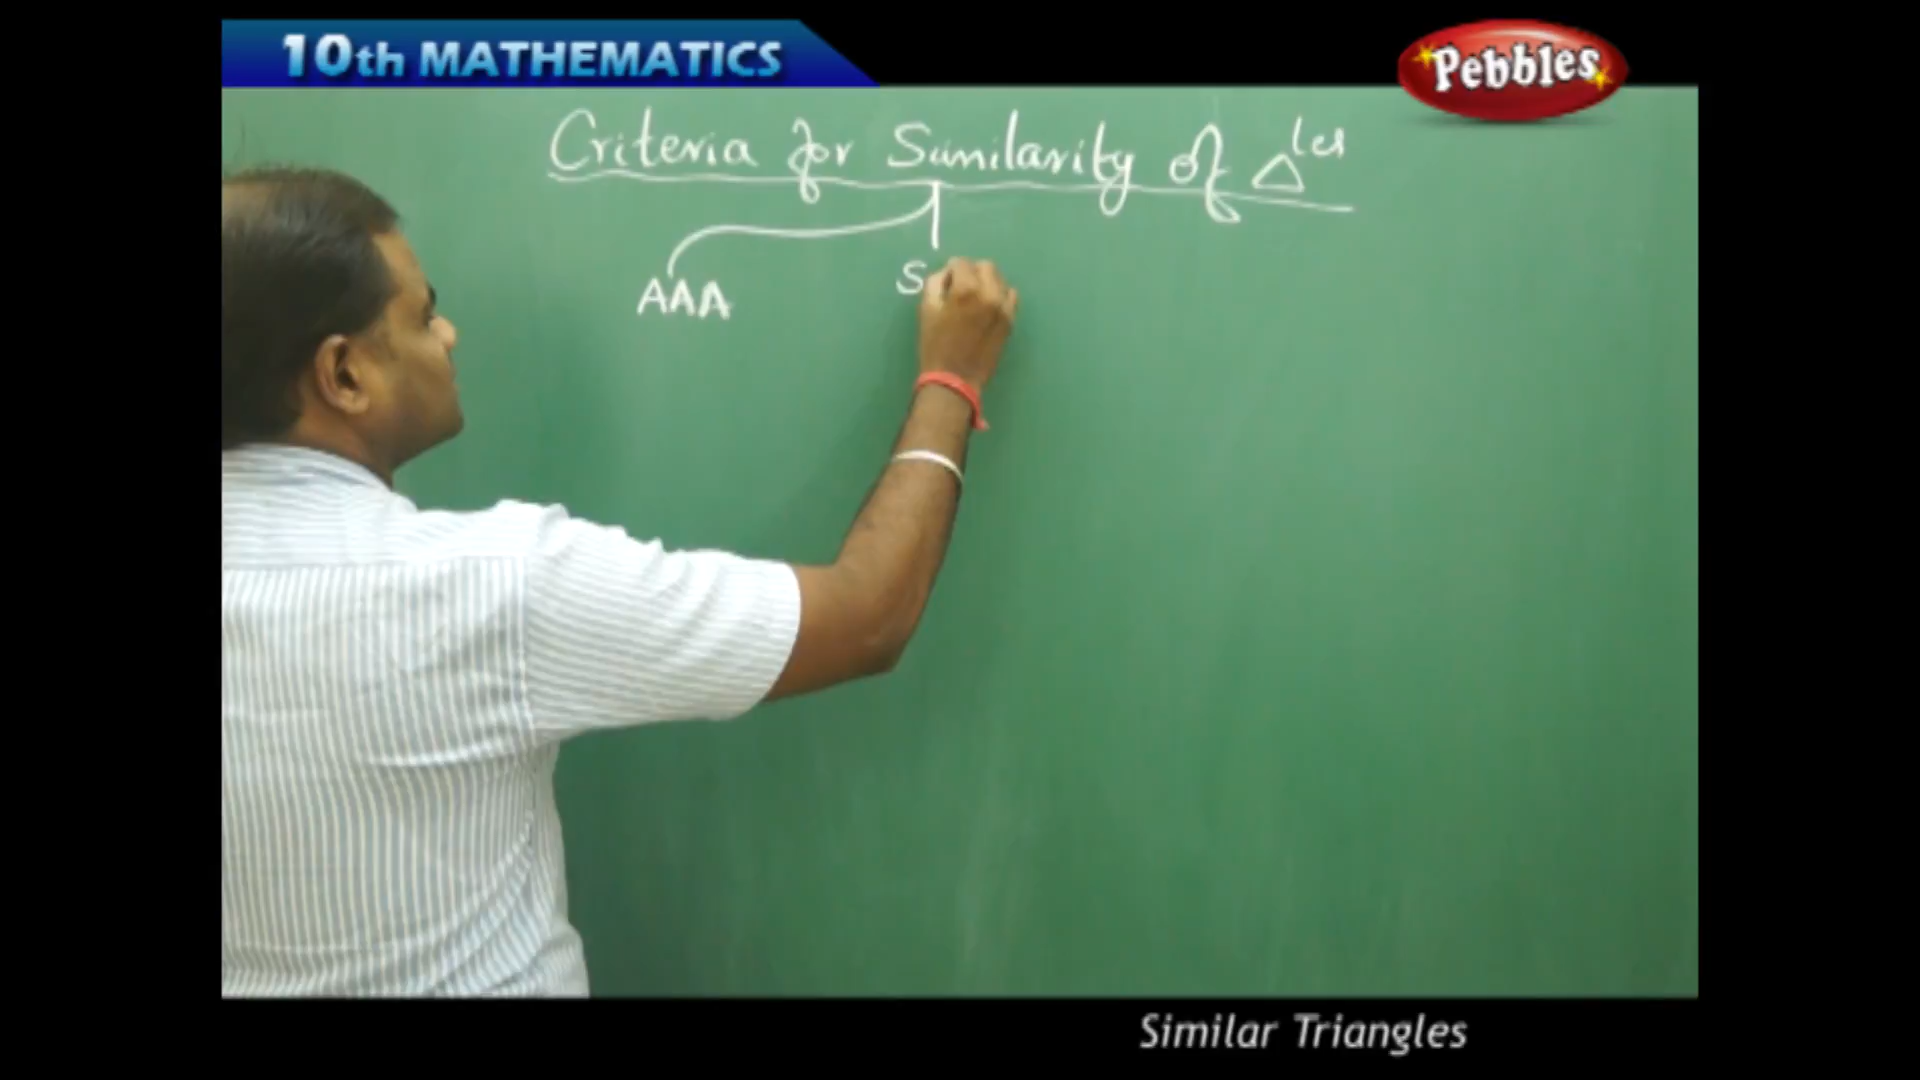 10th MATHEMATICS
Pebbles
Criteria for Similarity of Δles
AAA
S
Similar Triangles